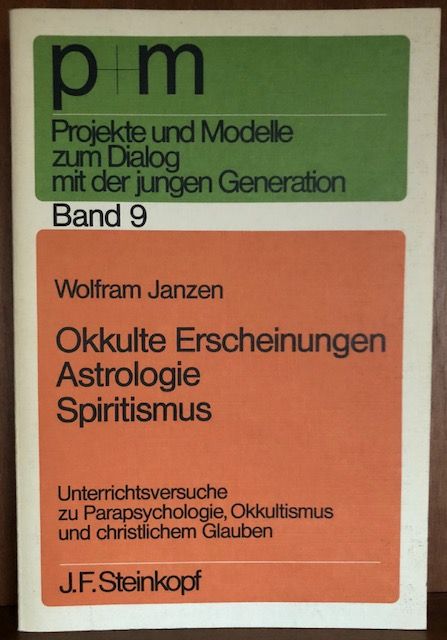 p+m
Projekte und Modelle
zum Dialog
mit der jungen Generation
Band 9
Wolfram Janzen
Okkulte Erscheinungen
Astrologie
Spiritismus
Unterrichtsversuche
zu Parapsychologie, Okkultismus
und christlichem Glauben
J.F. Steinkopf